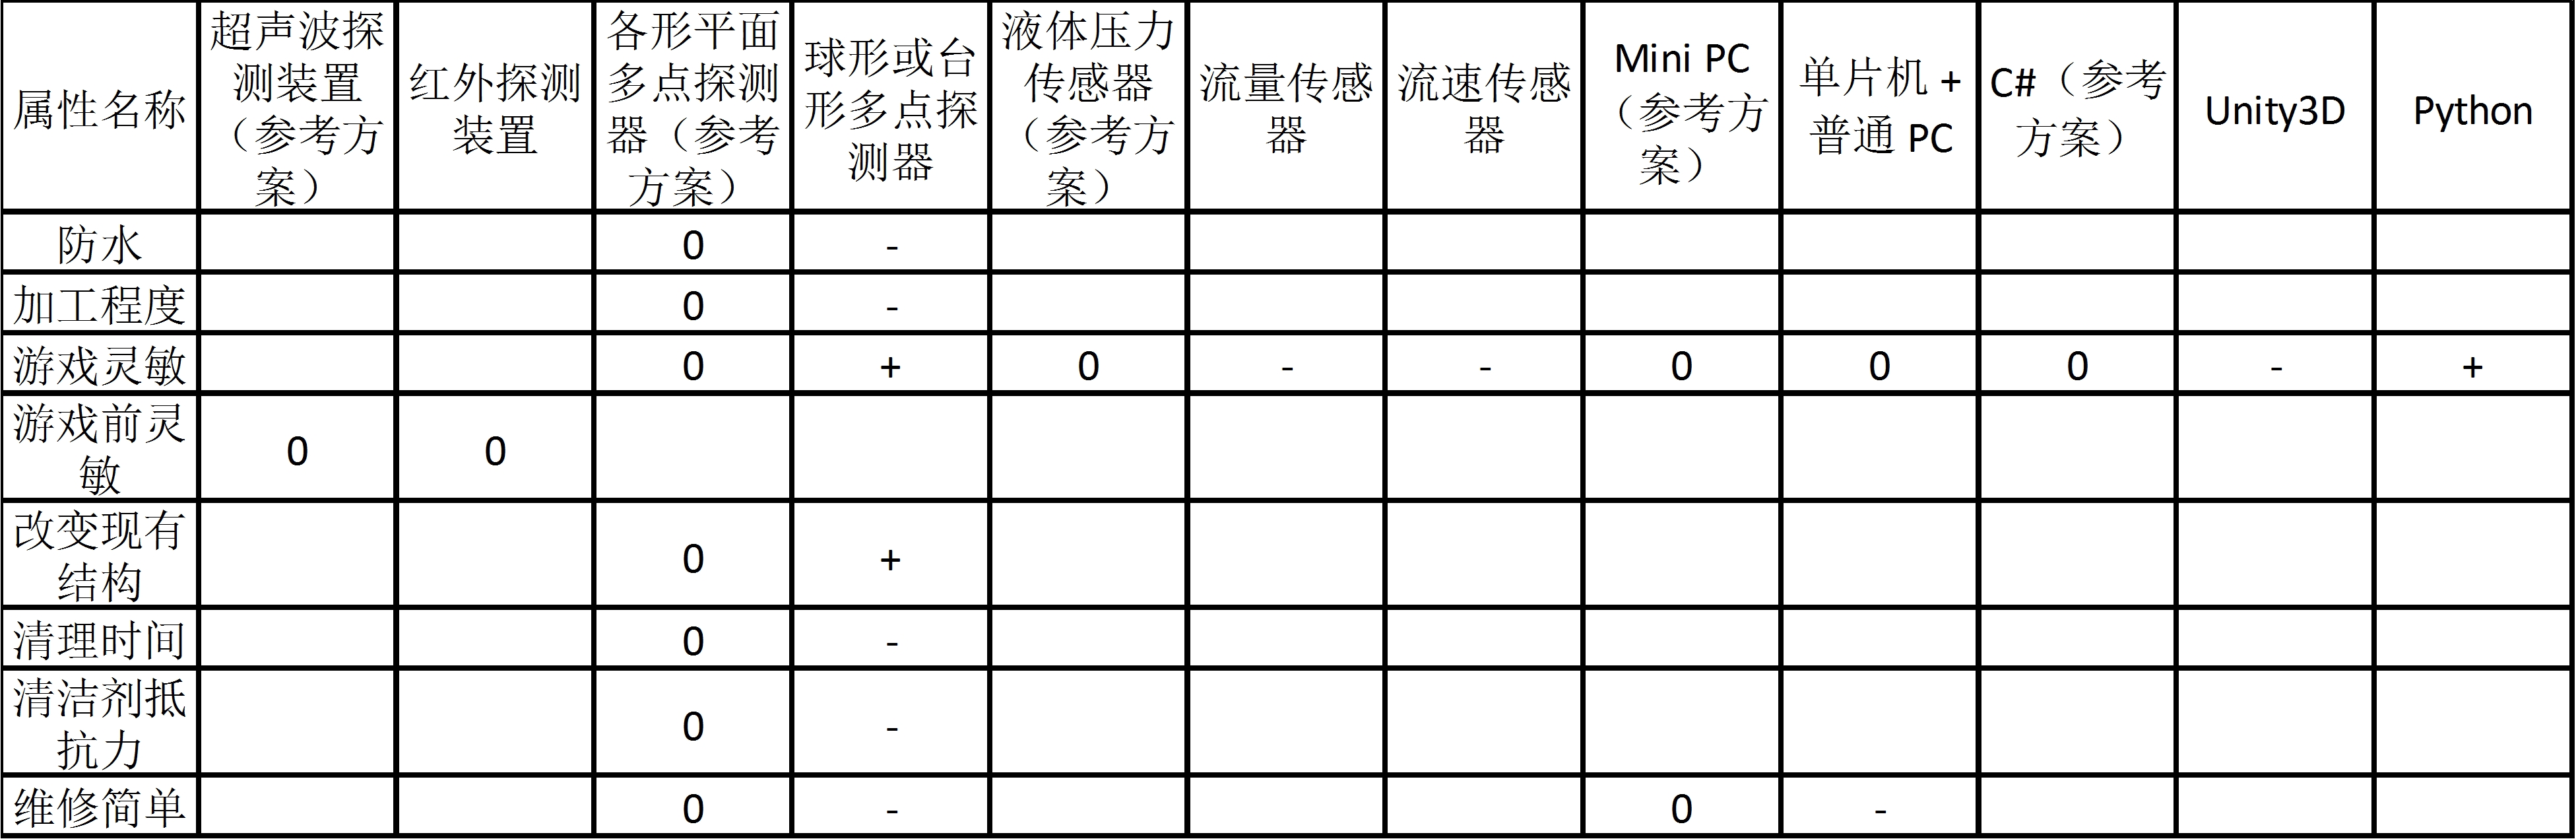 属性名称
超声波探
测装置
（参考方
案）
红外探测
装置
各形平面
多点探测
器（参考
方案）
球形或台
形多点探
测器
液体压力
传感器
（参考方
案）
流量传感
器
流速传感
器
Mini PC
（参考方
案）
单片机 +
普通 PC
C#（参考
方案）
Unity3D
Python
防水 0 -
加工程度 0 -
游戏灵敏 0 + 0 - - 0 0 0 - +
游戏前灵
敏
0 0
改变现有
结构
0 +
清理时间 0 -
清洁剂抵
抗力
0 -
维修简单 0 - 0 -